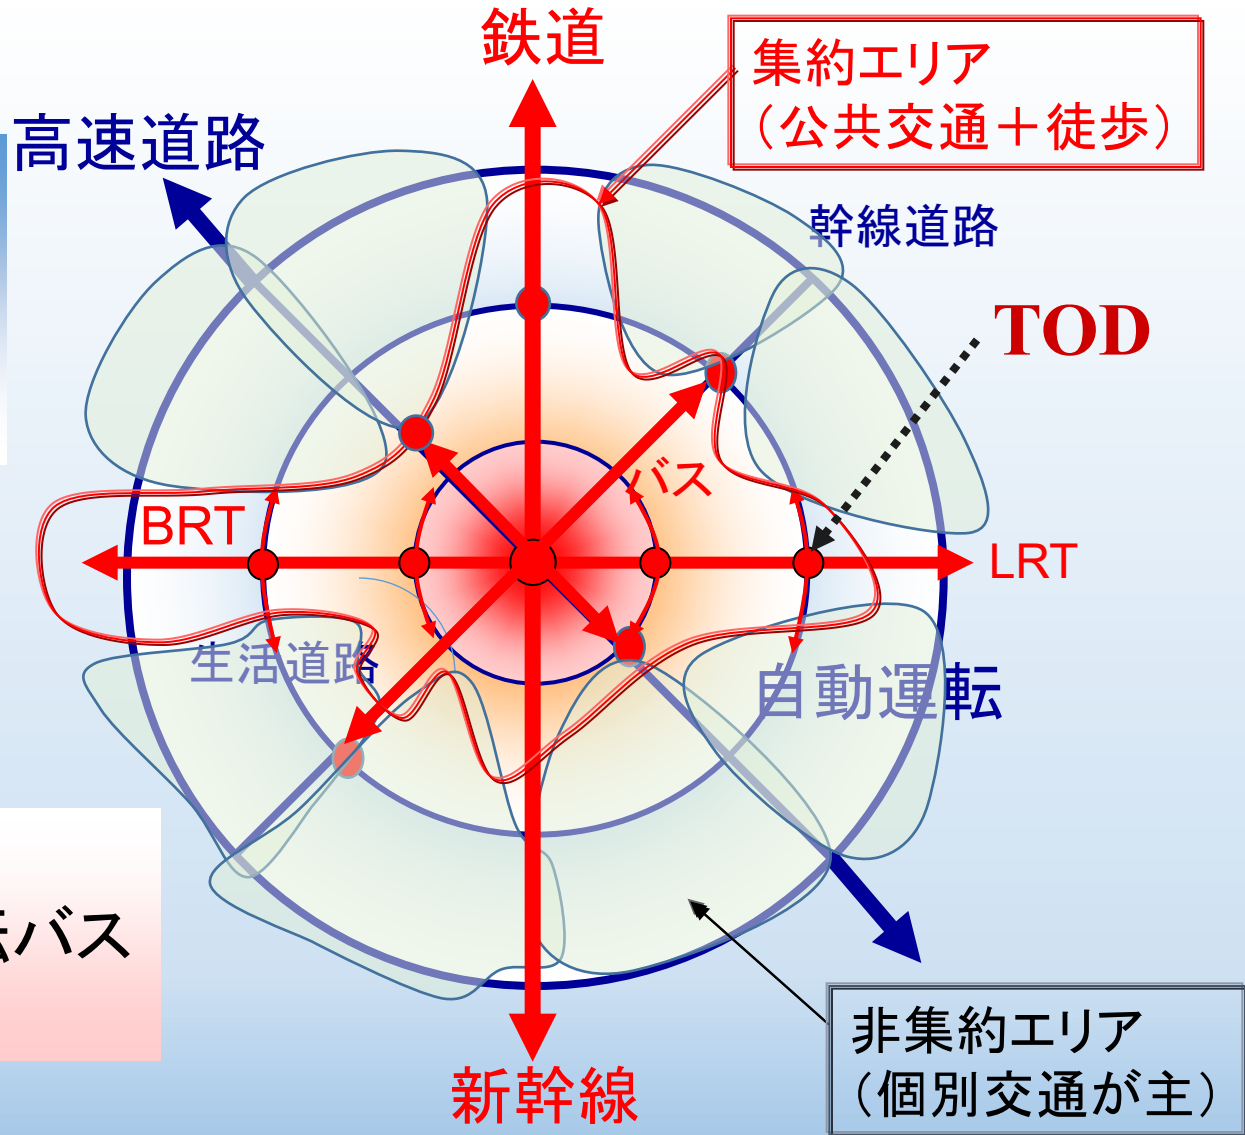 鉄道
集約エリア
（公共交通＋徒歩）
高速道路
幹線道路
TOD
バス
BRT
LRT
生活道路
自動運転
バス
非集約エリア
（個別交通が主）
新幹線